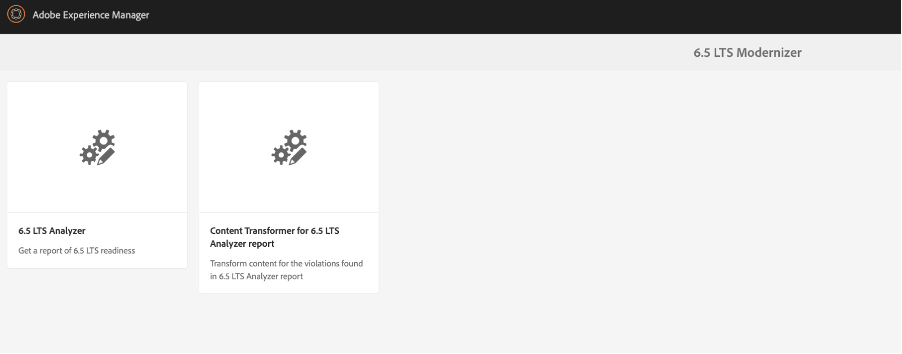 Adobe Experience Manager
6.5 LTS Modernizer
6.5 LTS Analyzer
Get a report of 6.5 LTS readiness
Content Transformer for 6.5 LTS
Analyzer report
Transform content for the violations found
in 6.5 LTS Analyzer report